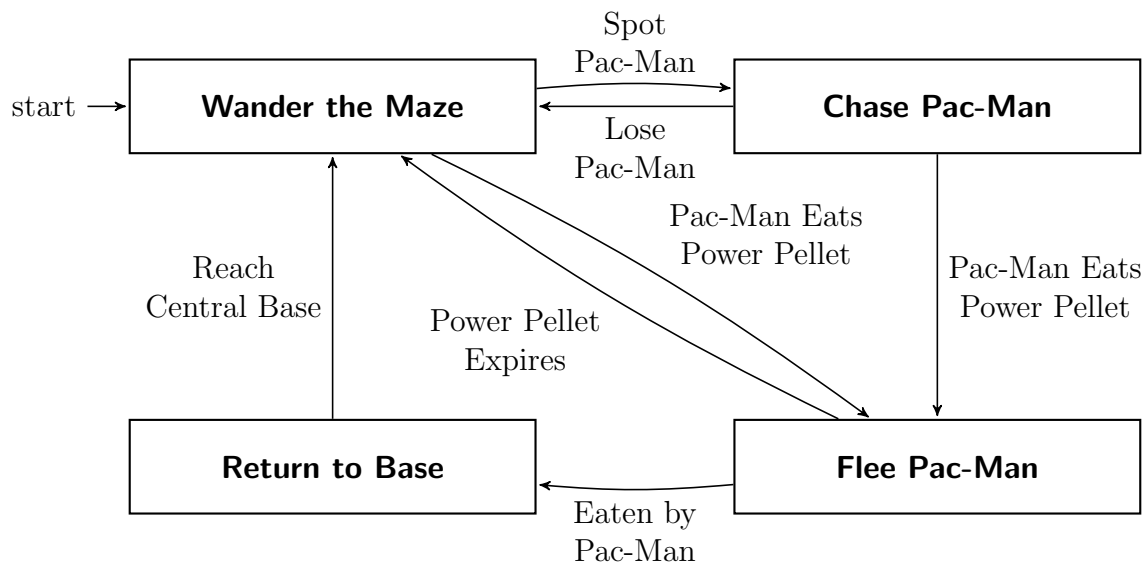 Spot
Pac-Man
start
Wander the Maze
Chase Pac-Man
Lose
Pac-Man
Pac-Man Eats
Power Pellet
Reach
Central Base
Pac-Man Eats
Power Pellet
Power Pellet
Expires
Return to Base
Flee Pac-Man
Eaten by
Pac-Man